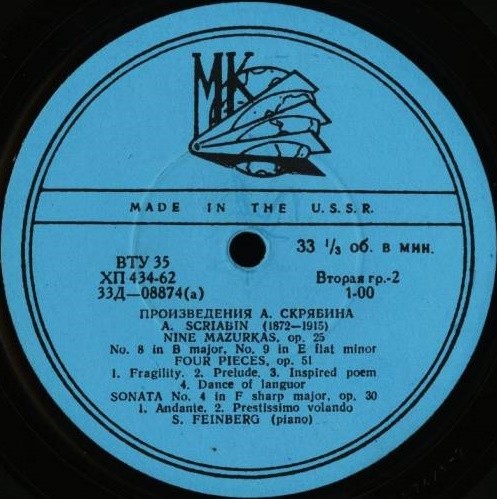 МК
MADE IN THE U.S.S.R.
33 1/3 об. в мин.
ВТУ 35
ХП 434-62
33Д—08874(а)
Вторая гр.-2
1-00
ПРОИЗВЕДЕНИЯ А. СКРЯБИНА
A. SCRIABIN (1872—1915)
NINE MAZURKAS, op. 25
No. 8 in B major, No. 9 in E flat minor
FOUR PIECES, op. 51
1. Fragility. 2. Prelude. 3. Inspired poem
4. Dance of languor
SONATA No. 4 in F sharp major, op. 30
1. Andante. 2. Prestissimo volando
S. FEINBERG (piano)